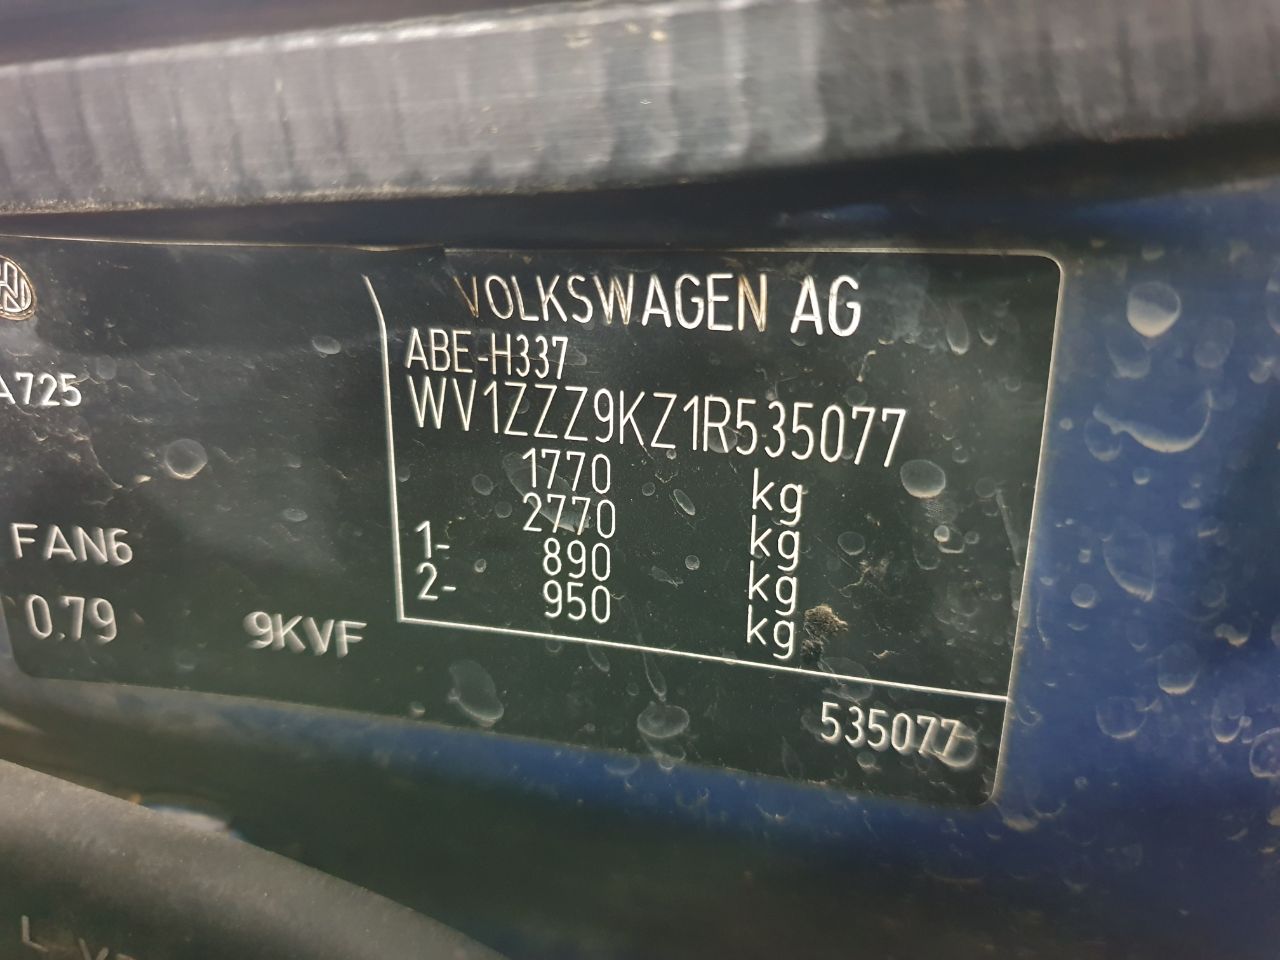 VOLKSWAGEN AG
ABE-H337
WV1ZZZ9KZ1R535077
1770 kg
2770 kg
1- 890 kg
2- 950 kg
A725
FAN6
0.79 9KVF
535077